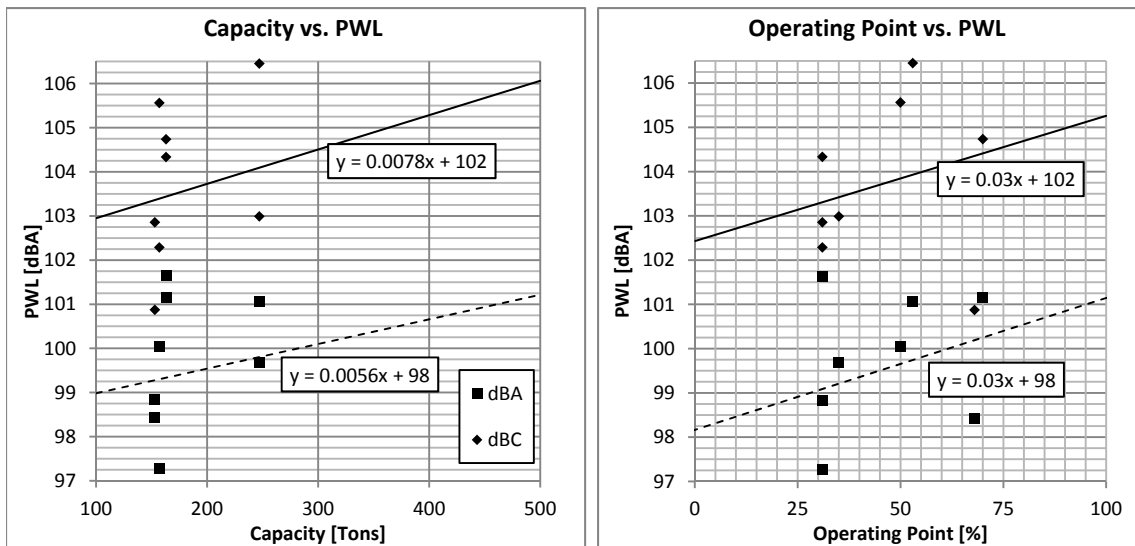 Capacity vs. PWL
PWL [dBA]
106
105
104
103
102
101
100
99
98
97
y = 0.0078x + 102
y = 0.0056x + 98
dBA
dBC
100 200 300 400 500
Capacity [Tons]
Operating Point vs. PWL
PWL [dBA]
106
105
104
103
102
101
100
99
98
97
y = 0.03x + 102
y = 0.03x + 98
0 25 50 75 100
Operating Point [%]